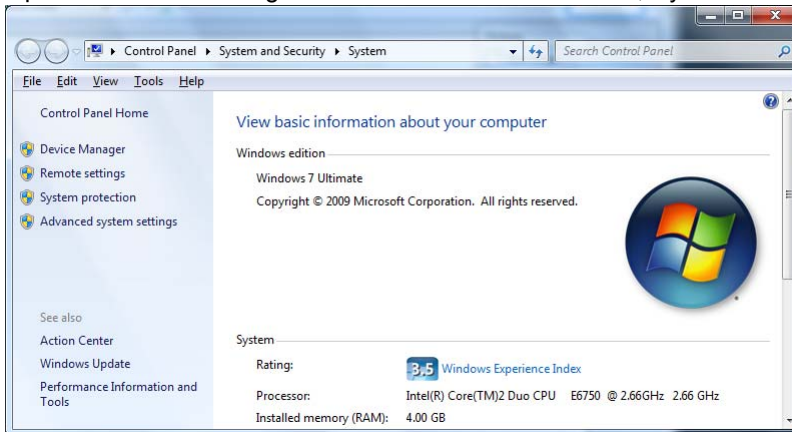 Control Panel ▸ System and Security ▸ System
Search Control Panel
File Edit View Tools Help
Control Panel Home
Device Manager
Remote settings
System protection
Advanced system settings
See also
Action Center
Windows Update
Performance Information and
Tools
View basic information about your computer
Windows edition
Windows 7 Ultimate
Copyright © 2009 Microsoft Corporation. All rights reserved.
System
Rating: 3.5 Windows Experience Index
Processor: Intel(R) Core(TM)2 Duo CPU E6750 @ 2.66GHz 2.66 GHz
Installed memory (RAM): 4.00 GB